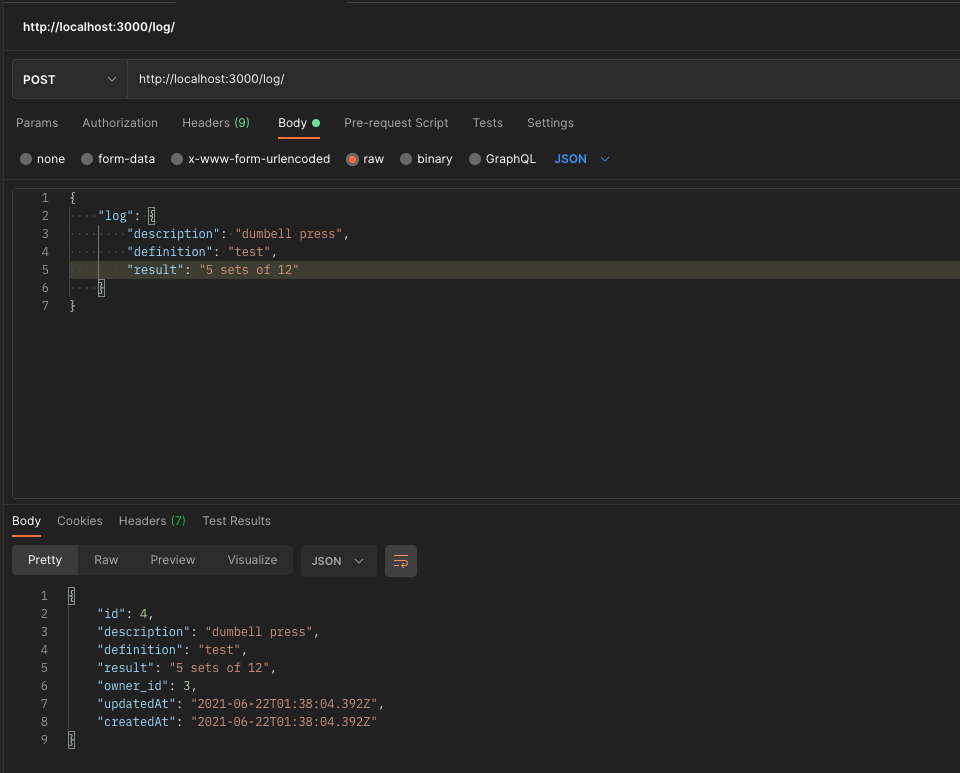 http://localhost:3000/log/
POST http://localhost:3000/log/
Params Authorization Headers (9) Body Pre-request Script Tests Settings
none form-data x-www-form-urlencoded raw binary GraphQL JSON
1 {
2 "log": {
3 "description": "dumbell press",
4 "definition": "test",
5 "result": "5 sets of 12"
6 }
7 }
Body Cookies Headers (7) Test Results
Pretty Raw Preview Visualize JSON
1 {
2 "id": 4,
3 "description": "dumbell press",
4 "definition": "test",
5 "result": "5 sets of 12",
6 "owner_id": 3,
7 "updatedAt": "2021-06-22T01:38:04.392Z",
8 "createdAt": "2021-06-22T01:38:04.392Z"
9 }